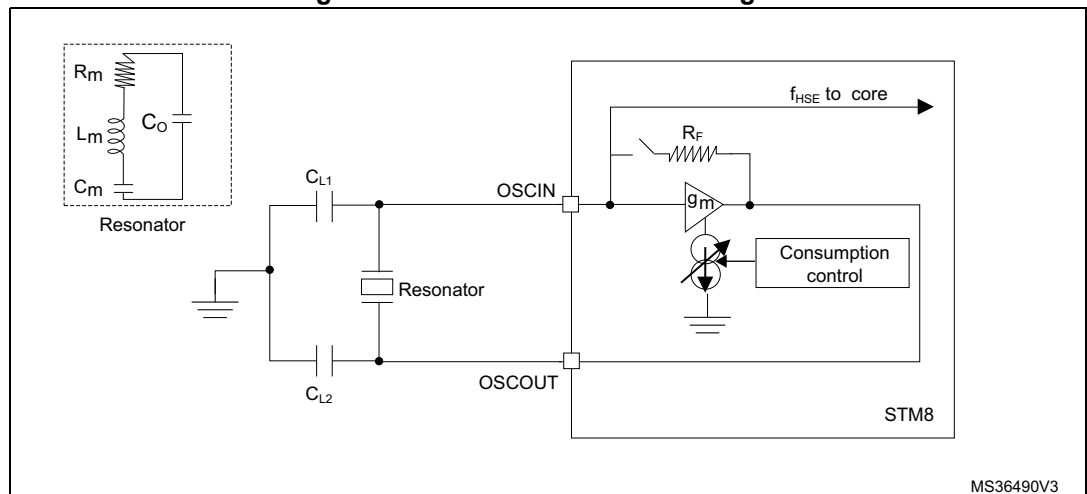 Rm
Lm
CO
Cm
Resonator
CL1
CL2
Resonator
OSCIN
OSCOUT
fHSE to core
RF
gm
Consumption
control
STM8
MS36490V3